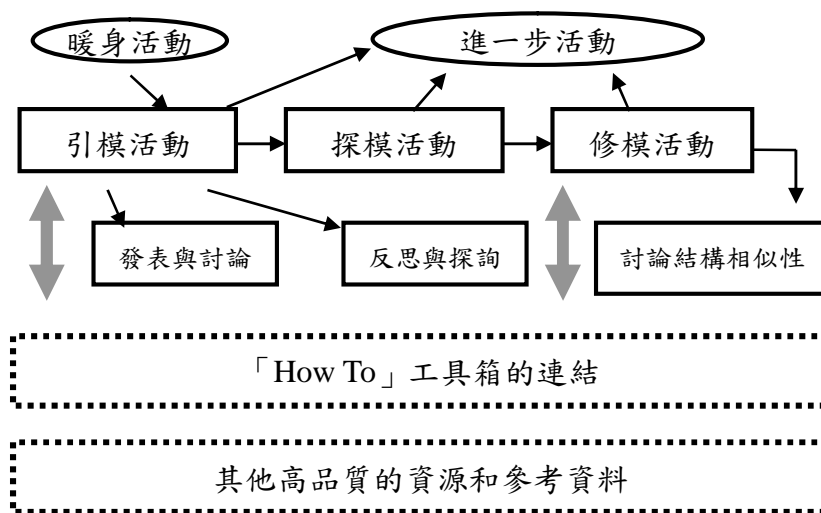 暖身活動
進一步活動
引模活動
探模活動
修模活動
發表與討論
反思與探詢
討論結構相似性
「How To」工具箱的連結
其他高品質的資源和參考資料